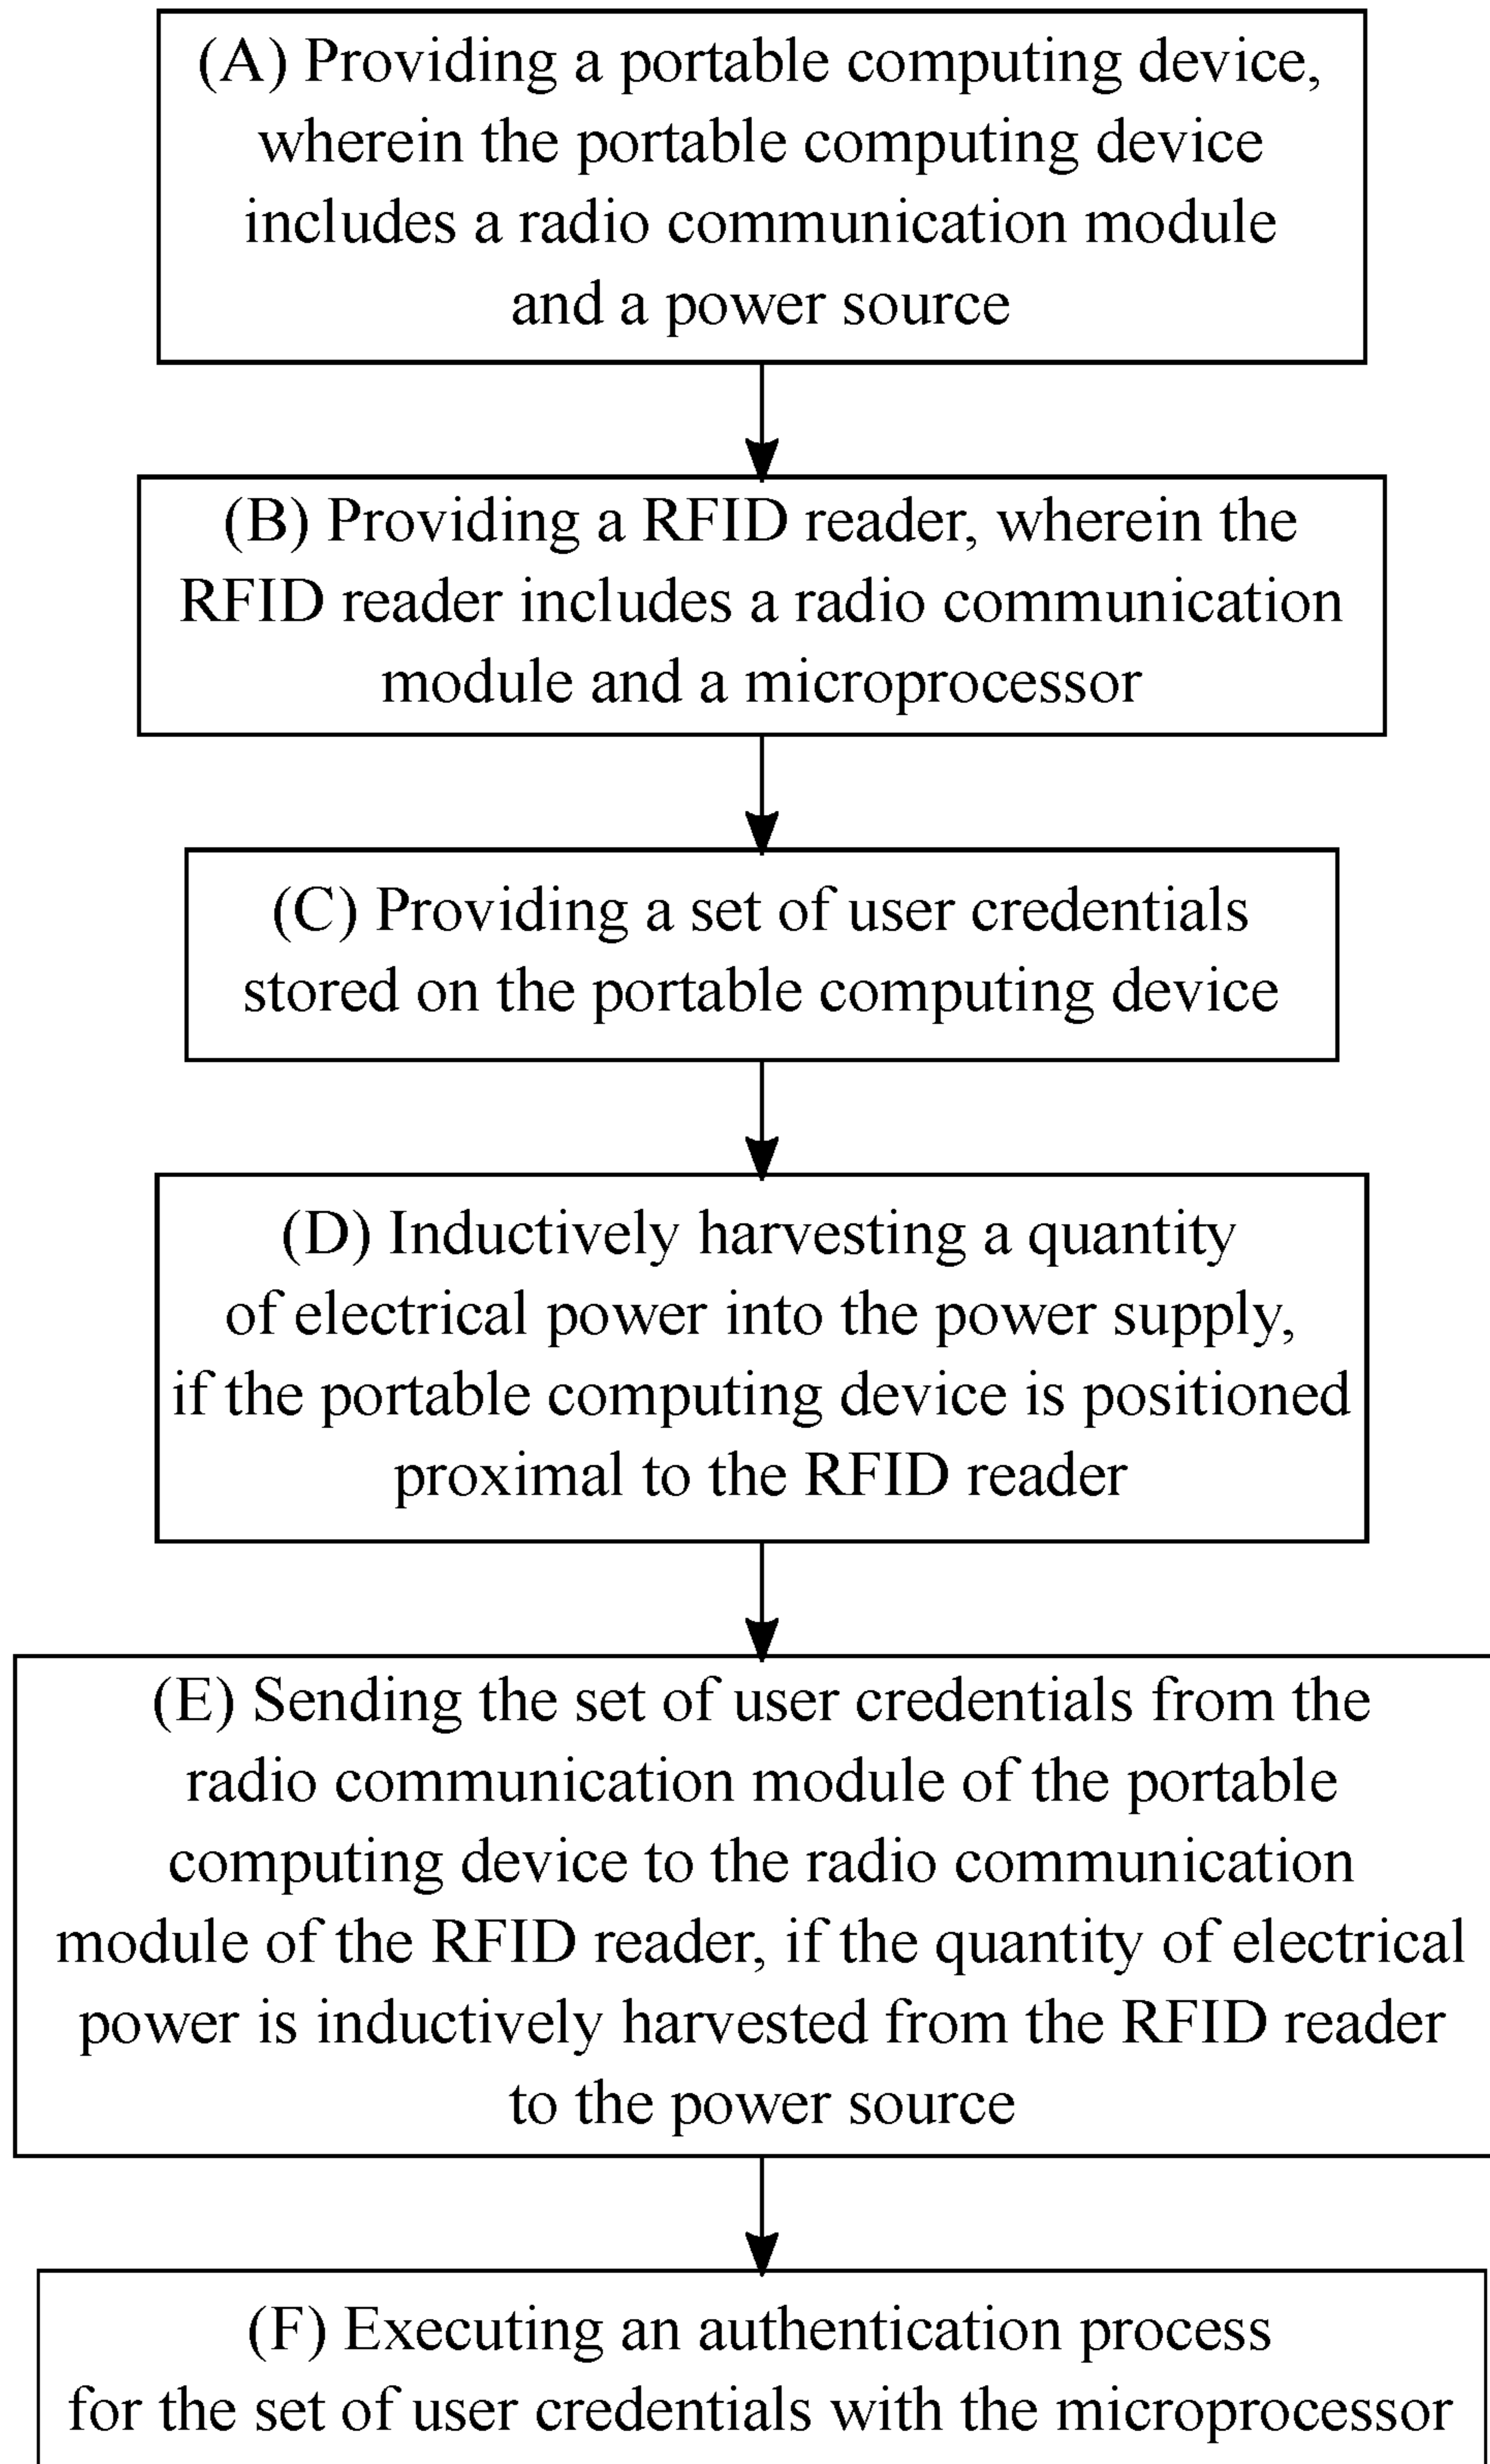 (A) Providing a portable computing device,
wherein the portable computing device
includes a radio communication module
and a power source
(B) Providing a RFID reader, wherein the
RFID reader includes a radio communication
module and a microprocessor
(C) Providing a set of user credentials
stored on the portable computing device
(D) Inductively harvesting a quantity
of electrical power into the power supply,
if the portable computing device is positioned
proximal to the RFID reader
(E) Sending the set of user credentials from the
radio communication module of the portable
computing device to the radio communication
module of the RFID reader, if the quantity of electrical
power is inductively harvested from the RFID reader
to the power source
(F) Executing an authentication process
for the set of user credentials with the microprocessor